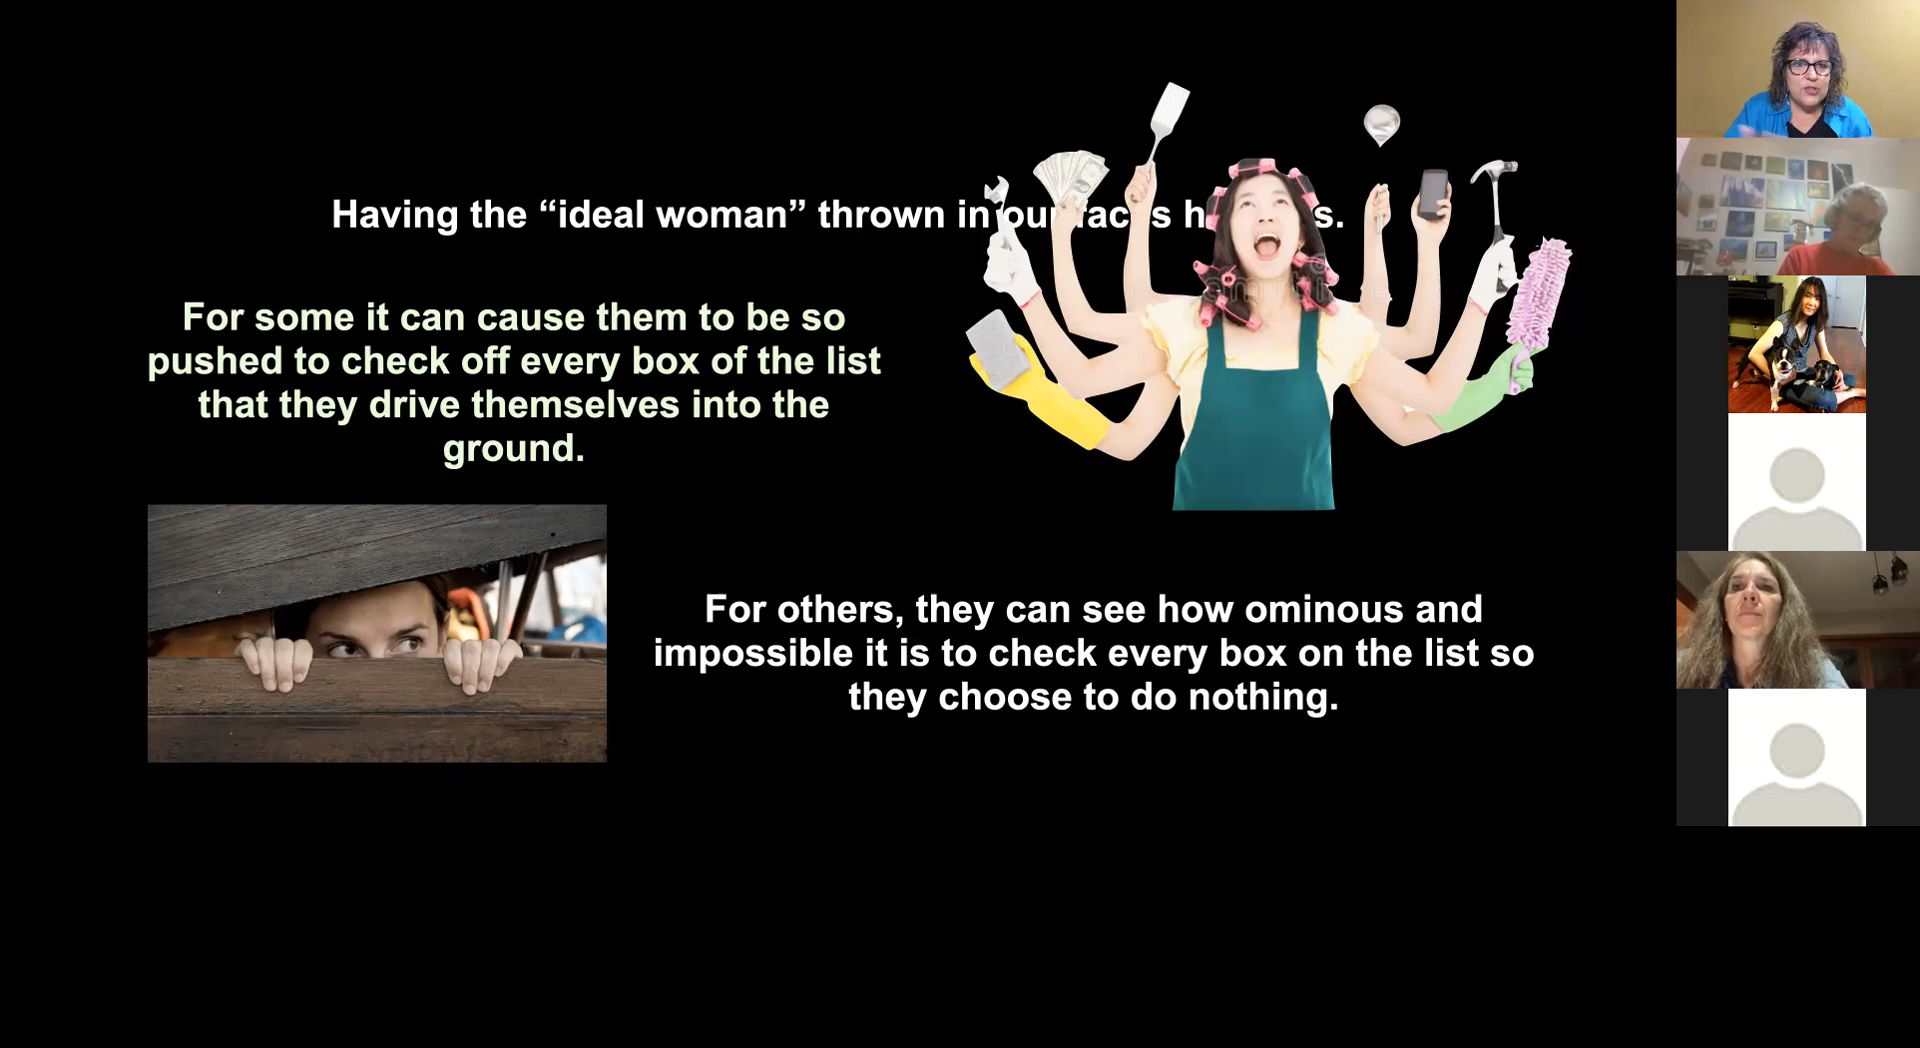 Having the “ideal woman” thrown in our faces h s.
For some it can cause them to be so
pushed to check off every box of the list
that they drive themselves into the
ground.
For others, they can see how ominous and
impossible it is to check every box on the list so
they choose to do nothing.